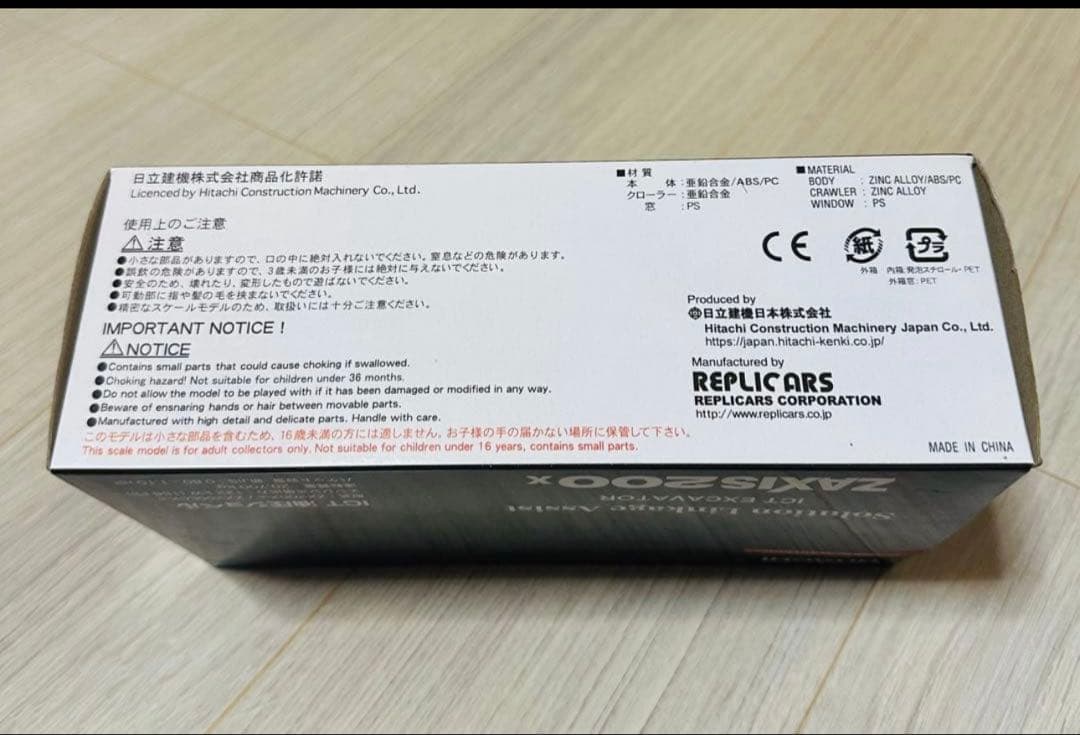 日立建機株式会社商品化許諾
Licenced by Hitachi Construction Machinery Co., Ltd.
使用上のご注意
⚠注意
●小さな部品がありますので、口の中に絶対入れないでください。窒息などの危険があります。
●誤飲の危険がありますので、3歳未満のお子様には絶対に与えないでください。
●安全のため、壊れたり、変形したもので遊ばないでください。
●可動部に指や髪の毛を挟まないでください。
●精密なスケールモデルのため、取扱いには十分ご注意ください。
IMPORTANT NOTICE!
⚠NOTICE
●Contains small parts that could cause choking if swallowed.
●Choking hazard! Not suitable for children under 36 months.
●Do not allow the model to be played with if it has been damaged or modified in any way.
●Beware of ensnaring hands or hair between movable parts.
●Manufactured with high detail and delicate parts. Handle with care.
このモデルは小さな部品を含むため、16歳未満の方には適しません。お子様の手の届かない場所に保管して下さい。
This scale model is for adult collectors only. Not suitable for children under 16 years, contains small parts.
■材質
本　体：亜鉛合金/ABS/PC
クローラー：亜鉛合金
窓　：PS
■MATERIAL
BODY : ZINC ALLOY/ABS/PC
CRAWLER : ZINC ALLOY
WINDOW : PS
CE
紙
外箱
プラ
内箱:発泡スチロール・PET
外箱窓:PET
Produced by
日立建機日本株式会社
Hitachi Construction Machinery Japan Co., Ltd.
https://japan.hitachi-kenki.co.jp/
Manufactured by
REPLICARS
REPLICARS CORPORATION
http://www.replicars.co.jp
MADE IN CHINA
ZAXIS200X
ICT EXCAVATOR
Solution Linkage Assist
ICT 油圧ショベル